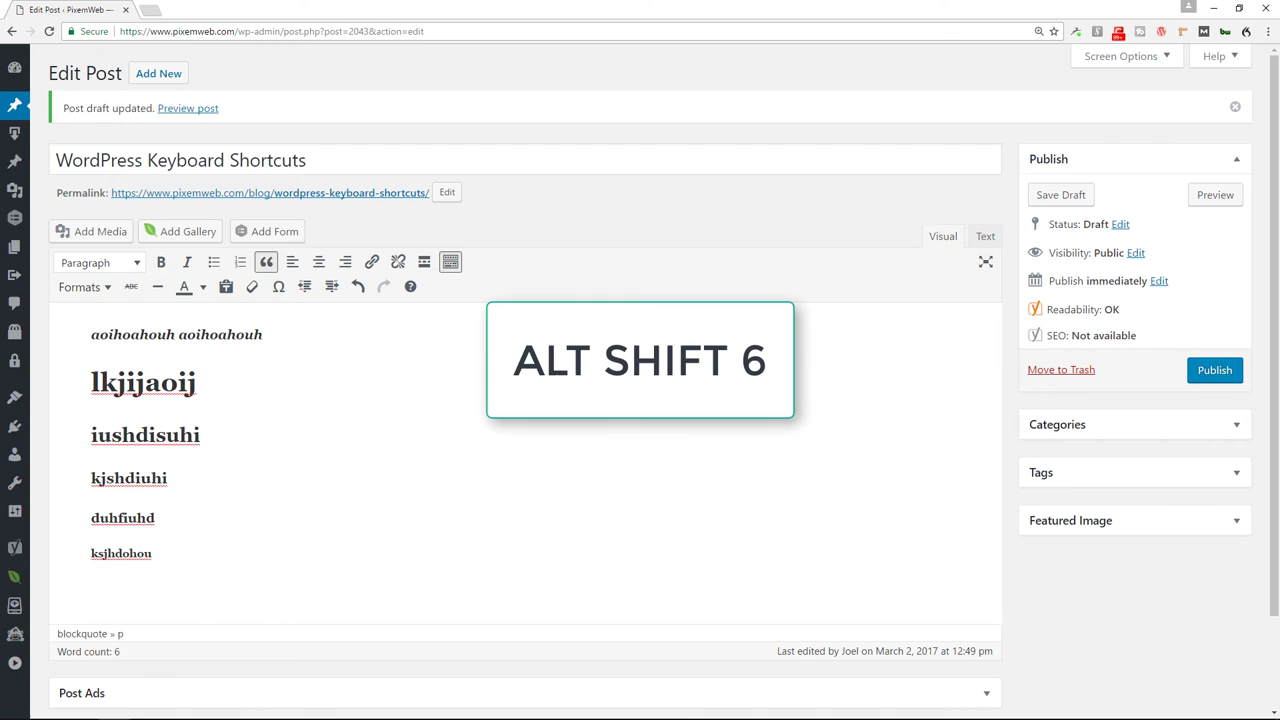 Edit Post ‹ PixemWeb —
Secure
https://www.pixemweb.com/wp-admin/post.php?post=2043&action=edit
Edit Post
Add New
Screen Options
Help
Post draft updated. Preview post
WordPress Keyboard Shortcuts
Permalink: https://www.pixemweb.com/blog/wordpress-keyboard-shortcuts/ Edit
Add Media
Add Gallery
Add Form
Visual
Text
Paragraph
B
I
Formats
ABC
A
aoihoahouh aoihoahouh
lkjijaoij
iushdisuhi
kjshdiuhi
duhfiuhd
ksjhdohou
ALT SHIFT 6
blockquote » p
Word count: 6
Last edited by Joel on March 2, 2017 at 12:49 pm
Post Ads
Publish
Save Draft
Preview
Status: Draft Edit
Visibility: Public Edit
Publish immediately Edit
Readability: OK
SEO: Not available
Move to Trash
Publish
Categories
Tags
Featured Image